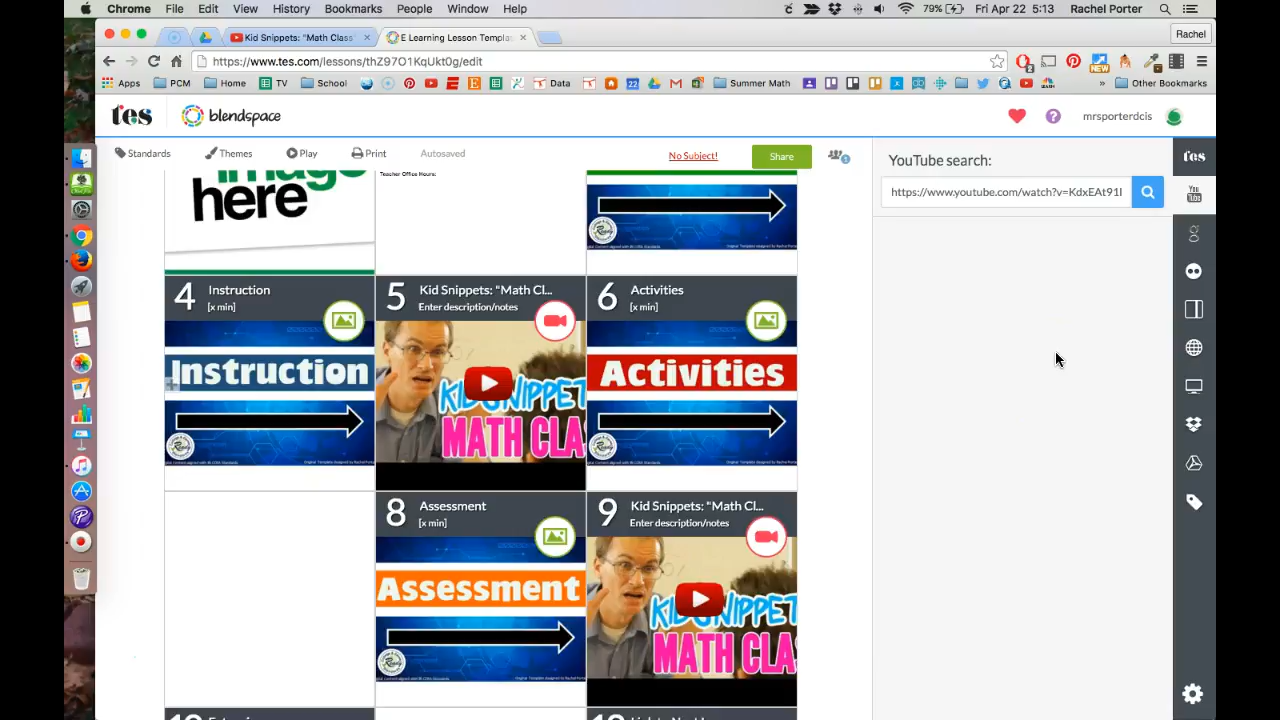 Chrome File Edit View History Bookmarks People Window Help 79% Fri Apr 22 5:13 Rachel Porter
Kid Snippets: "Math Class" E Learning Lesson Templa Rachel
https://www.tes.com/lessons/thZ97O1KqUkt0g/edit
Apps PCM Home TV School Data 22 Summer Math Other Bookmarks
tes blendspace mrsporterdcis
Standards Themes Play Print Autosaved No Subject! Share
YouTube search:
https://www.youtube.com/watch?v=KdxEAt91
image
here
Teacher Office Hours:
4 Instruction
[x min]
Instruction
5 Kid Snippets: "Math Cl...
Enter description/notes
KID SNIPPET
MATH CLA
6 Activities
[x min]
Activities
8 Assessment
[x min]
Assessment
9 Kid Snippets: "Math Cl...
Enter description/notes
KID SNIPPET
MATH CLAS